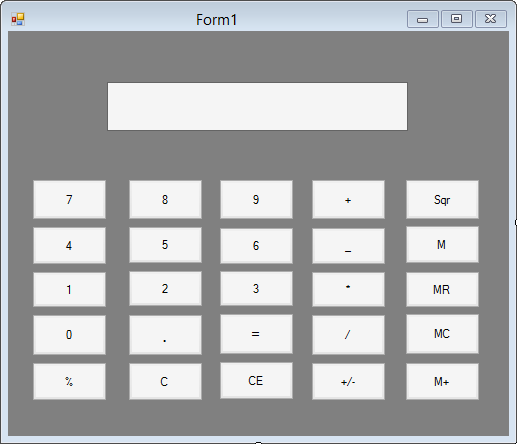 Form1
7 8 9 + Sqr
4 5 6 _ M
1 2 3 * MR
0 . = / MC
% C CE +/- M+